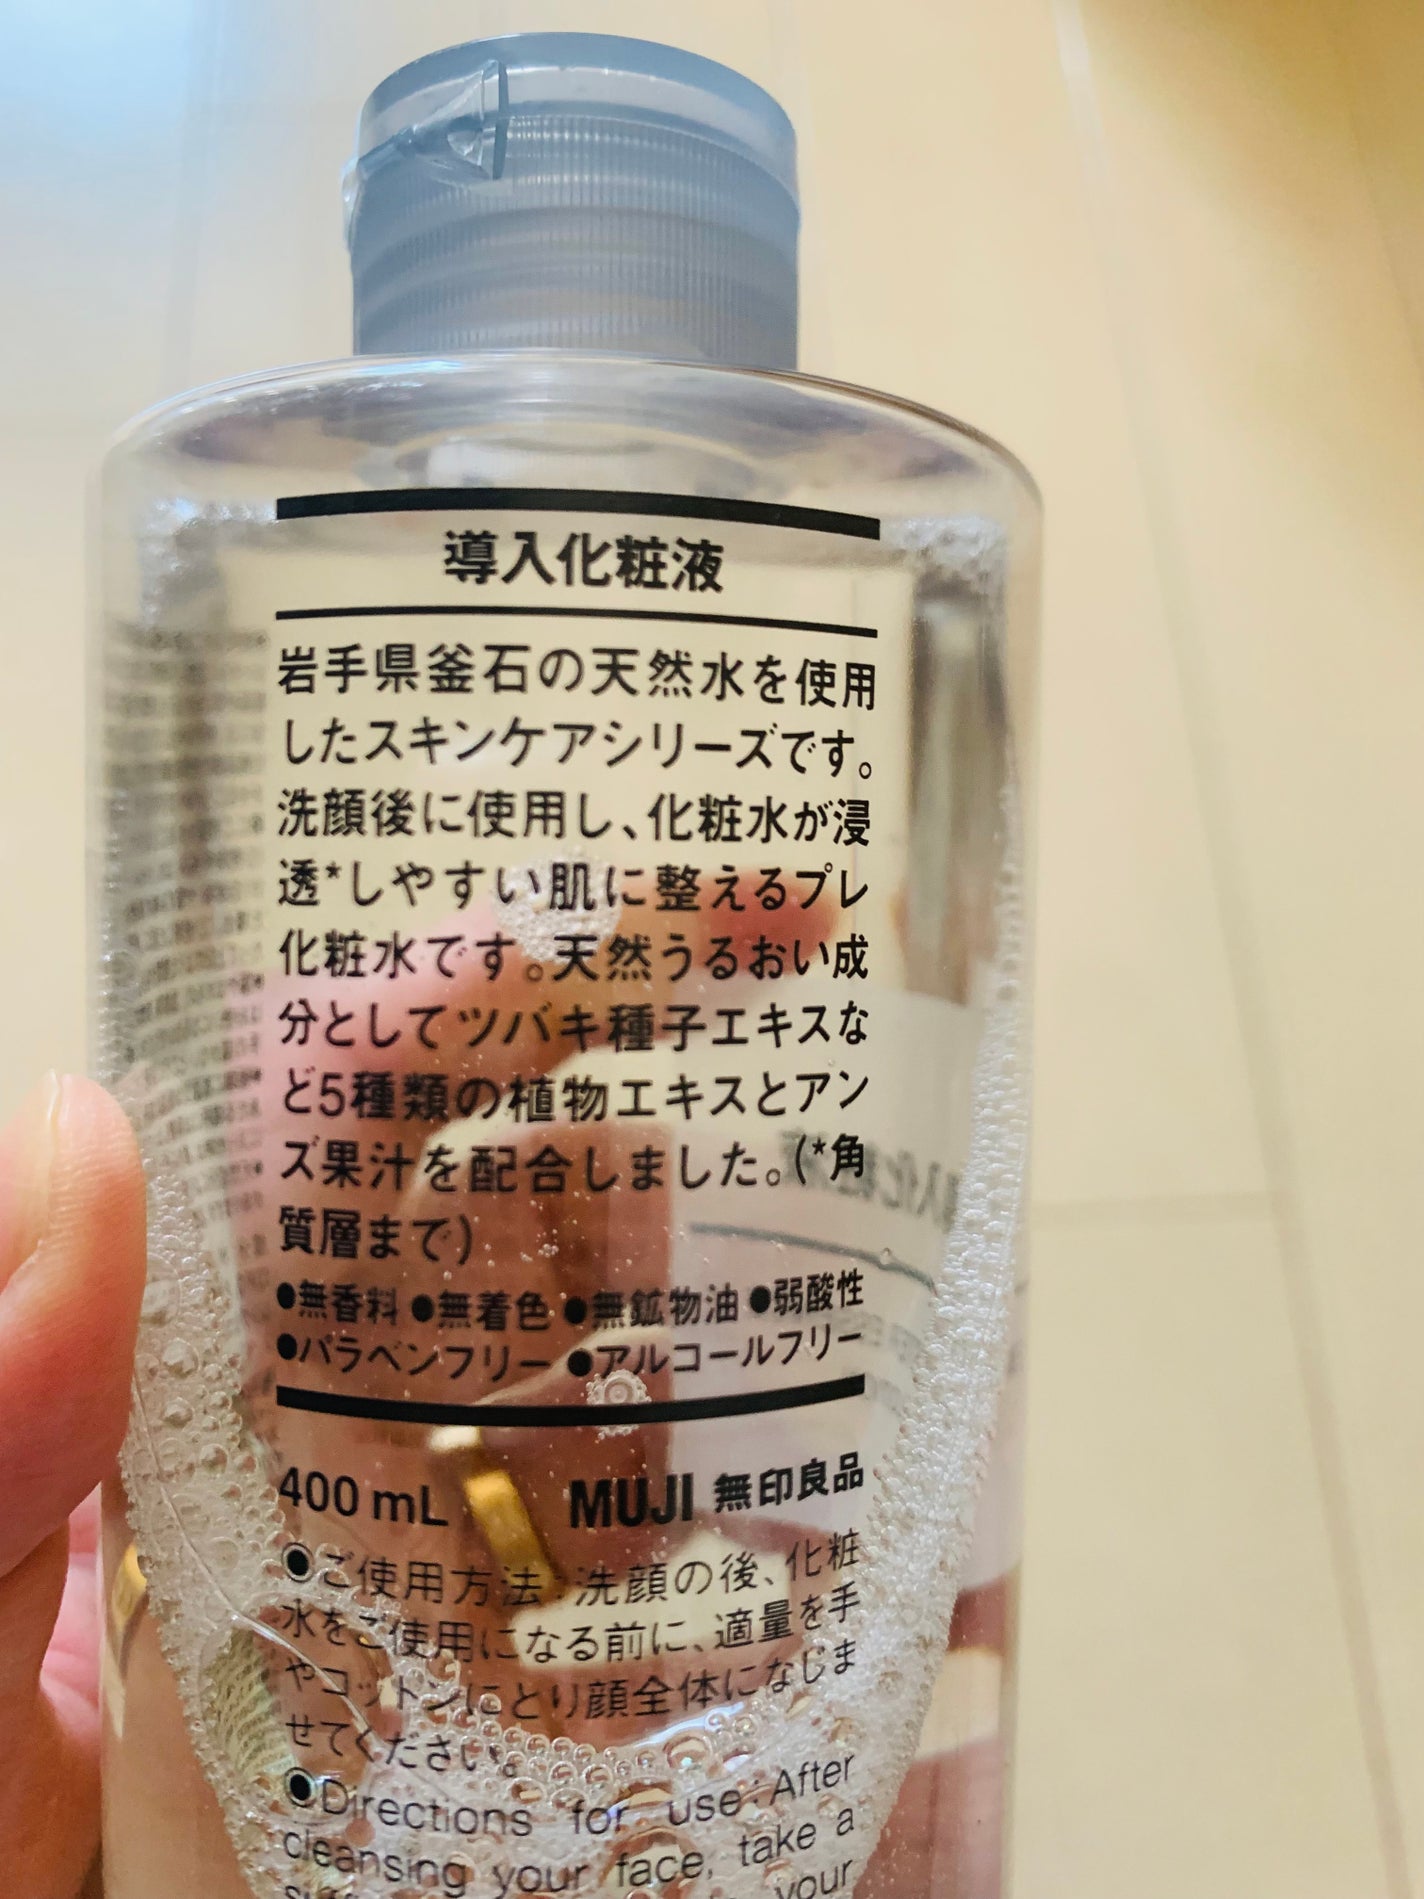 導入化粧液
岩手県釜石の天然水を使用
したスキンケアシリーズです。
洗顔後に使用し、化粧水が浸
透*しやすい肌に整えるプレ
化粧水です。天然うるおい成
分としてツバキ種子エキスな
ど5種類の植物エキスとアン
ズ果汁を配合しました。(*角
質層まで)
●無香料 ●無着色 ●無鉱物油 ●弱酸性
●パラベンフリー ●アルコールフリー
400 mL MUJI 無印良品
●ご使用方法:洗顔の後、化粧
水をご使用になる前に、適量を手
やコットンにとり顔全体になじま
せてください。
●Directions for use:After
cleansing your face, take a
your